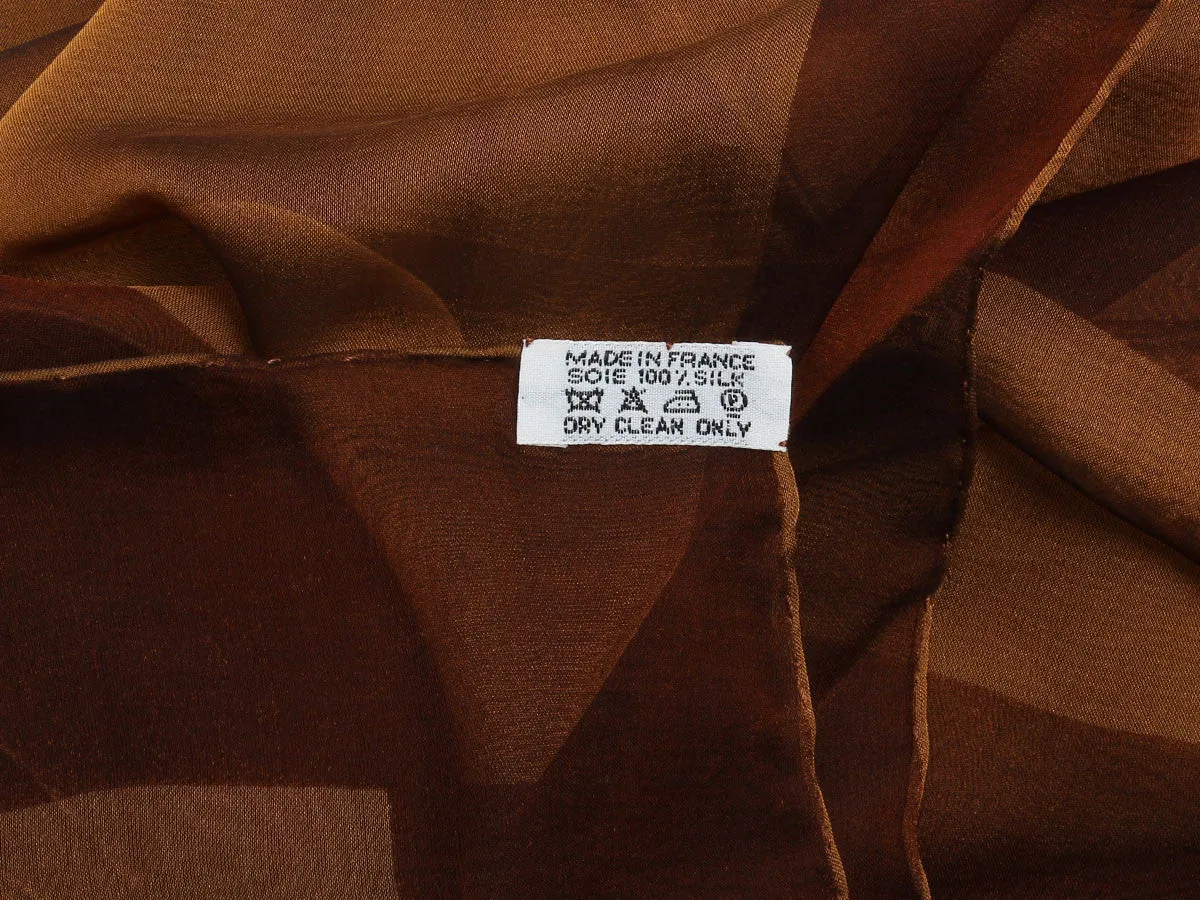 MADE IN FRANCE
SOIE 100% SILK
P
DRY CLEAN ONLY